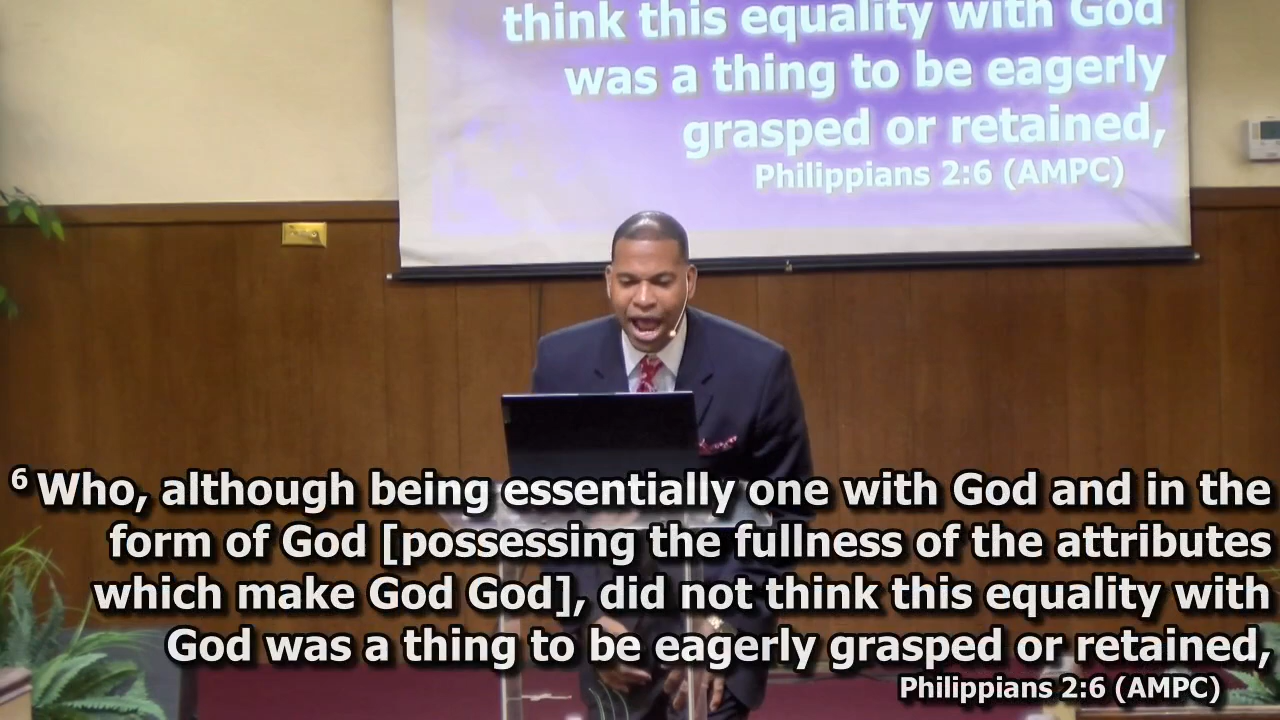 think this equality with God
was a thing to be eagerly
grasped or retained,
Philippians 2:6 (AMPC)
6 Who, although being essentially one with God and in the
form of God [possessing the fullness of the attributes
which make God God], did not think this equality with
God was a thing to be eagerly grasped or retained,
Philippians 2:6 (AMPC)